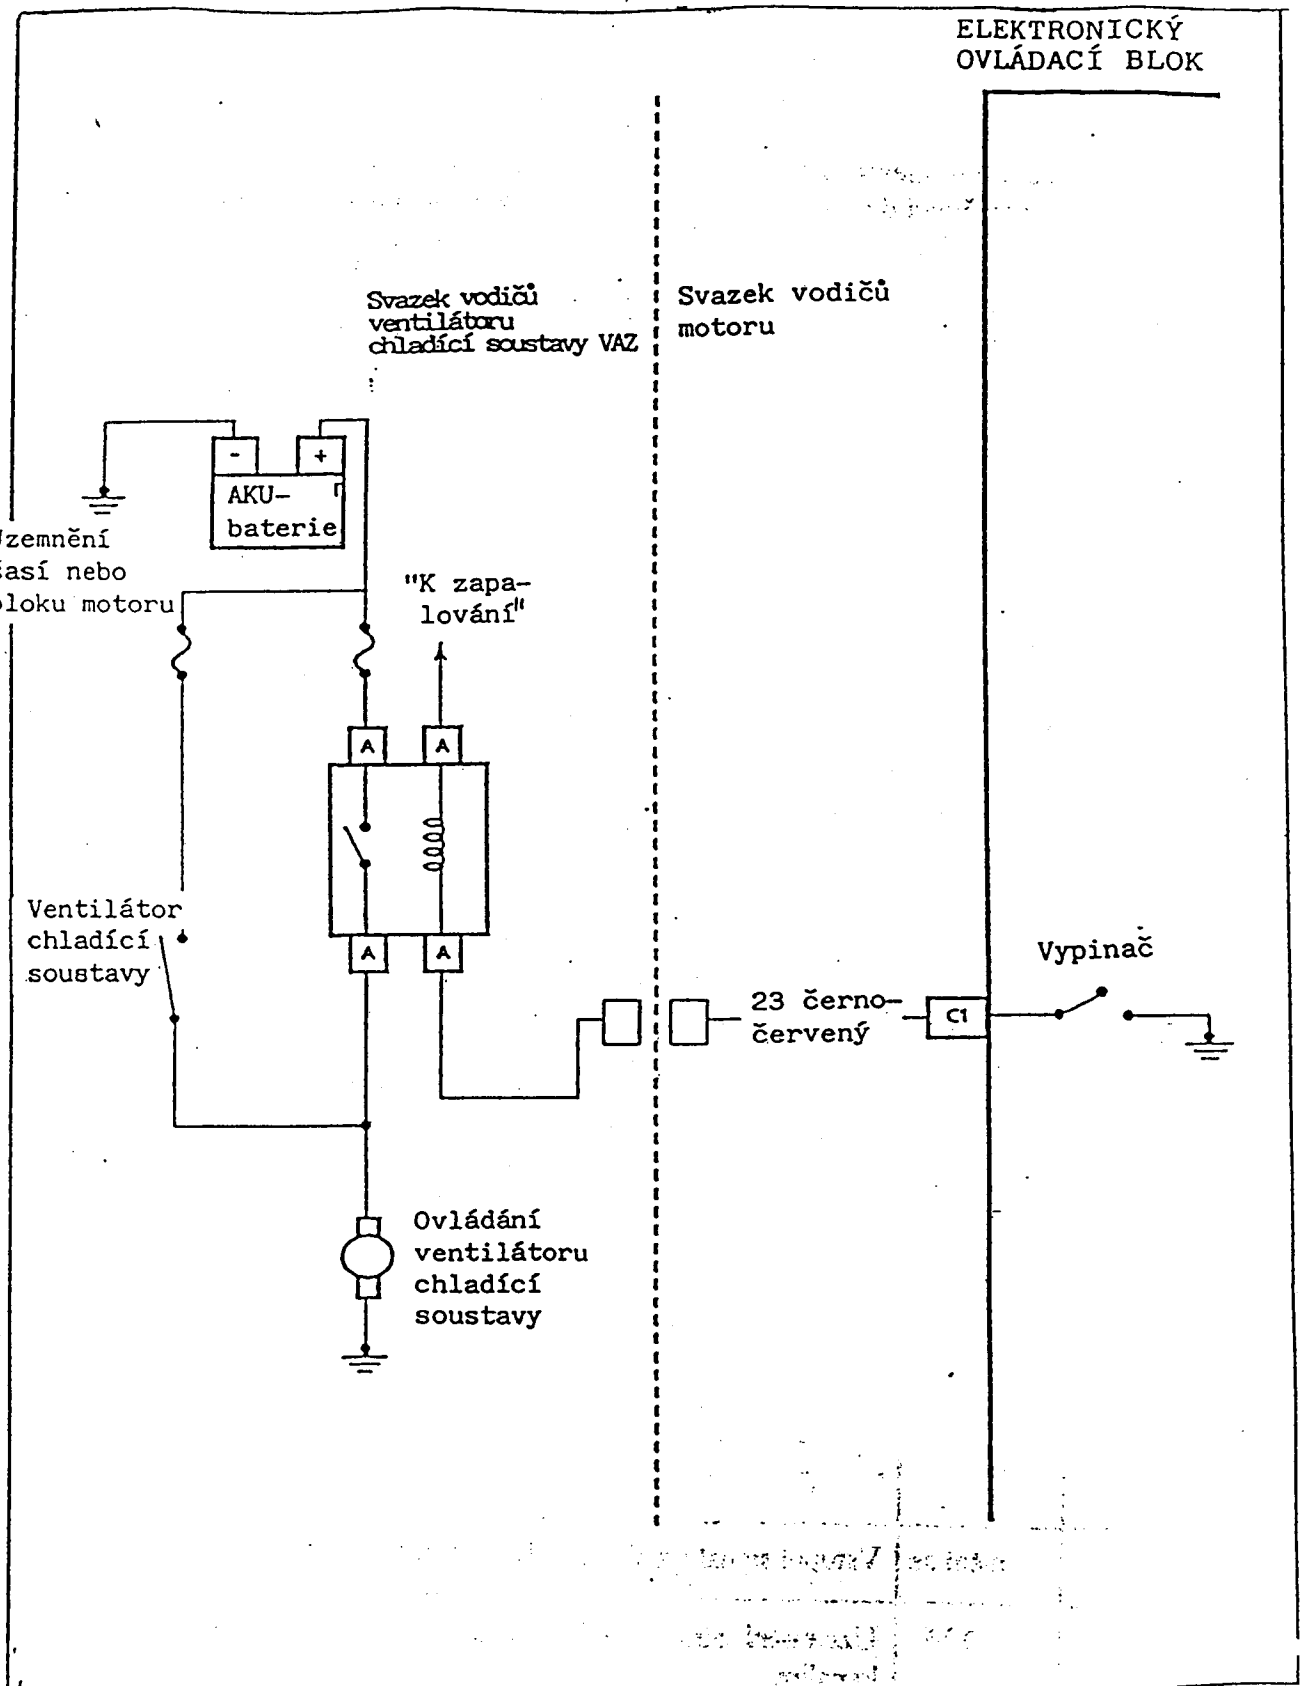 ELEKTRONICKÝ
OVLÁDACÍ BLOK
Svazek vodičů
ventilátoru
chladící soustavy VAZ
Svazek vodičů
motoru
-
+
AKU-
baterie
zemnění
así nebo
loku motoru
"K zapa-
lování"
A
A
A
A
Ventilátor
chladící
soustavy
Vypinač
23 černo-
červený
C1
Ovládání
ventilátoru
chladící
soustavy